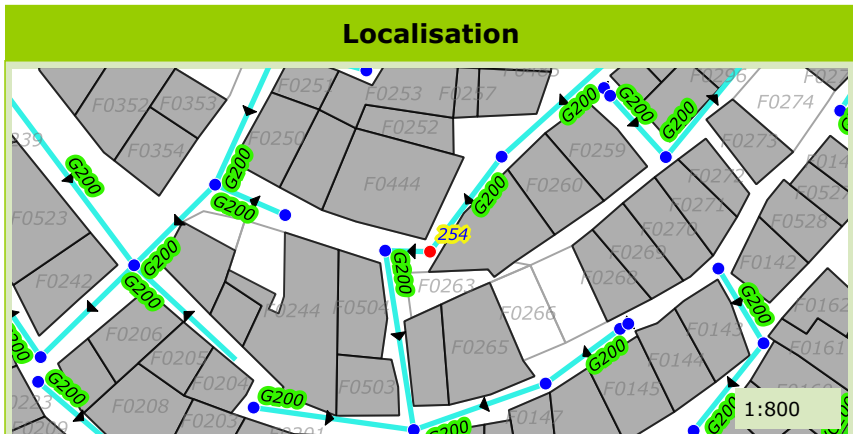 Localisation
F0251
F0253
F0257
F0296
F0274
F0352
F0353
G200
G200
G200
F0250
F0252
F0259
F0273
F0354
G200
F0444
F0260
F0272
G200
G200
G200
F0271
F0527
F0523
254
F0270
F0528
G200
F0269
F0142
F0242
G200
G200
F0263
F0268
F0244
F0504
F0266
G200
F0162
F0206
F0143
F0161
F0205
F0265
G200
F0144
G200
F0204
F0503
F0145
F0208
G200
1:800
F0203
F0147
G200
G200